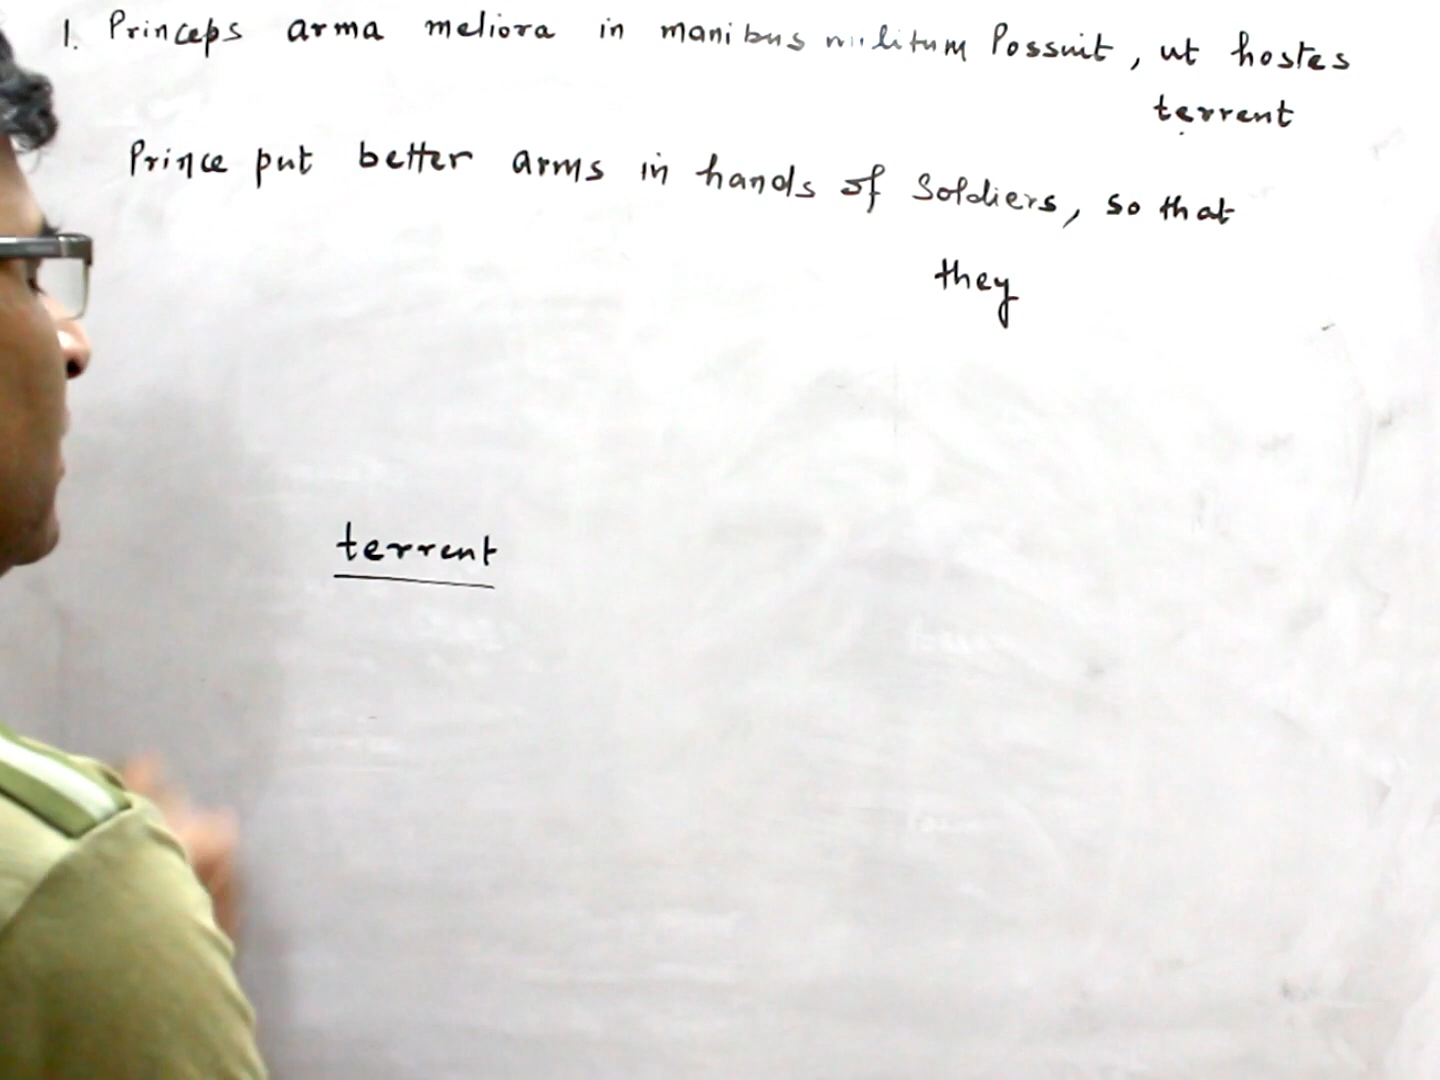 1. Princeps arma meliora in manibus militum Possuit, ut hostes
terrent
Prince put better arms in hands of Soldiers, so that
they
terrent